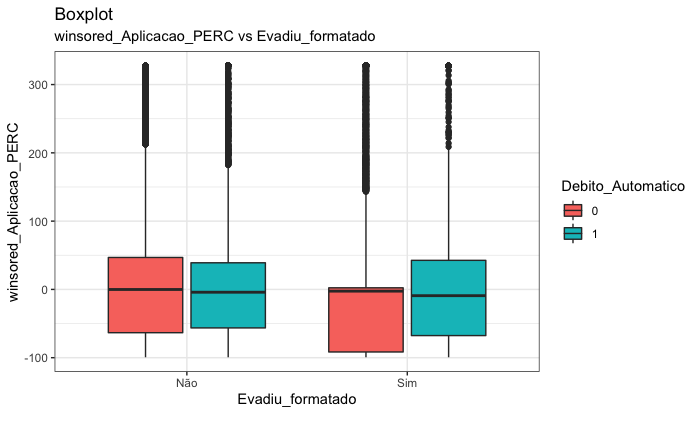 Boxplot
winsored_Aplicacao_PERC vs Evadiu_formatado
winsored_Aplicacao_PERC
300
200
100
0
-100
Não
Sim
Evadiu_formatado
Debito_Automatico
0
1